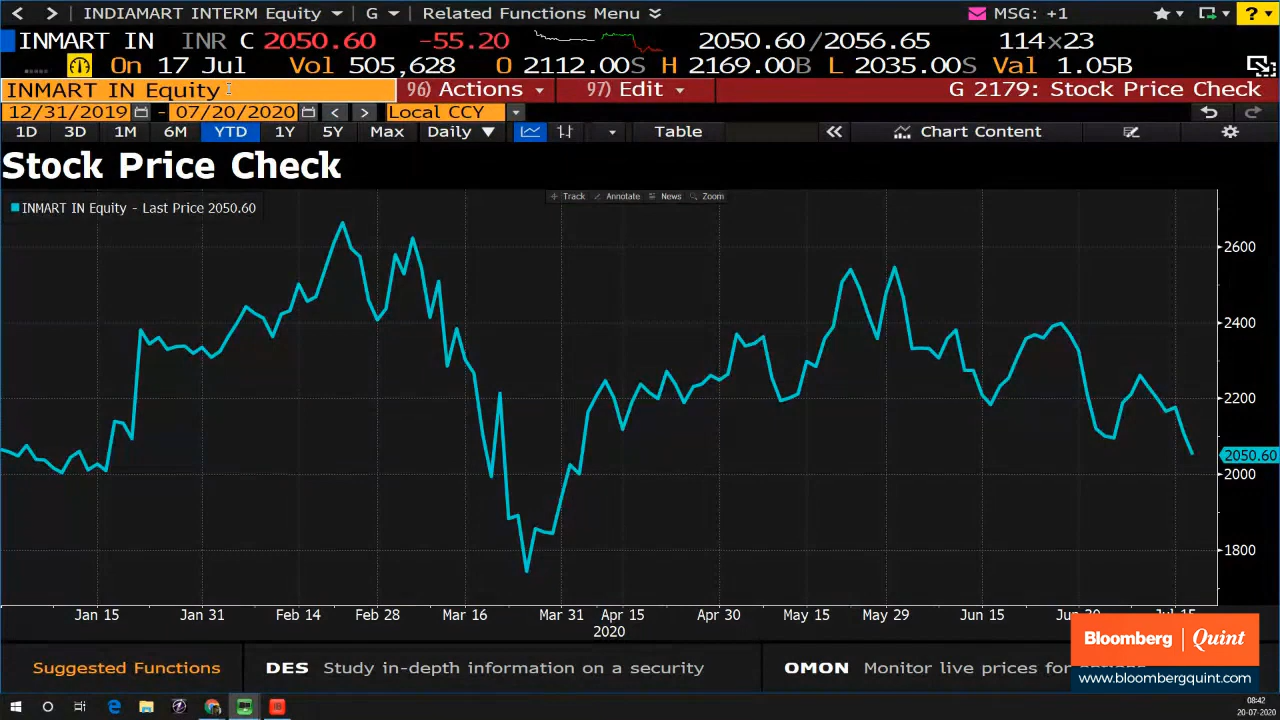 INDIAMART INTERM Equity G Related Functions Menu MSG: +1 ?
INMART IN INR C 2050.60 -55.20 2050.60/2056.65 114×23
On 17 Jul Vol 505,628 O 2112.00S H 2169.00B L 2035.00S Val 1.05B
INMART IN Equity 96) Actions 97) Edit G 2179: Stock Price Check
12/31/2019 - 07/20/2020 < > Local CCY
1D 3D 1M 6M YTD 1Y 5Y Max Daily Table Chart Content
Stock Price Check
Track Annotate News Zoom
INMART IN Equity - Last Price 2050.60
2600
2400
2200
2050.60
2000
1800
Jan 15 Jan 31 Feb 14 Feb 28 Mar 16 Mar 31 Apr 15 Apr 30 May 15 May 29 Jun 15
2020
Bloomberg | Quint
Suggested Functions DES Study in-depth information on a security OMON Monitor live prices for
www.bloombergquint.com
08:42
20-07-2020